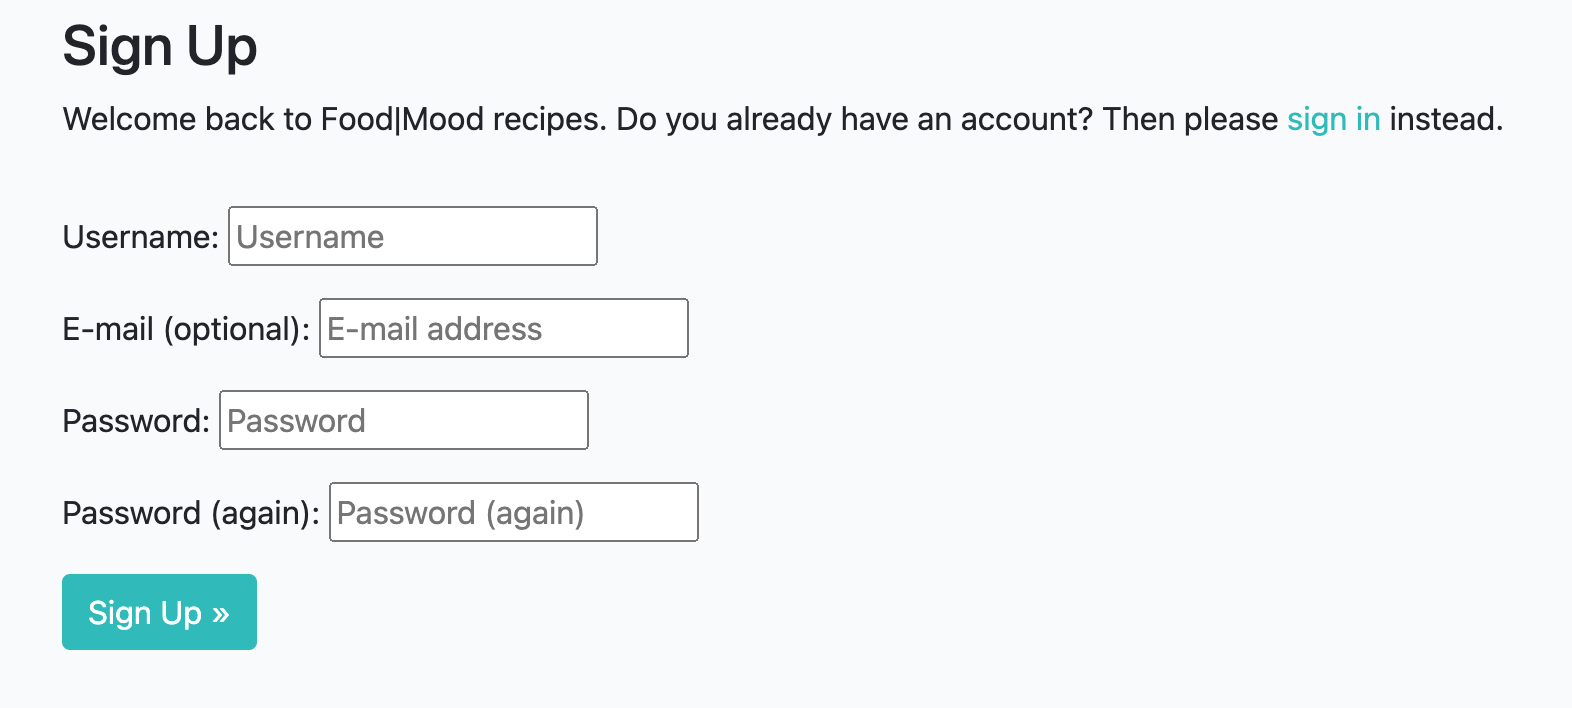 Sign Up
Welcome back to Food|Mood recipes. Do you already have an account? Then please sign in instead.
Username: Username
E-mail (optional): E-mail address
Password: Password
Password (again): Password (again)
Sign Up »